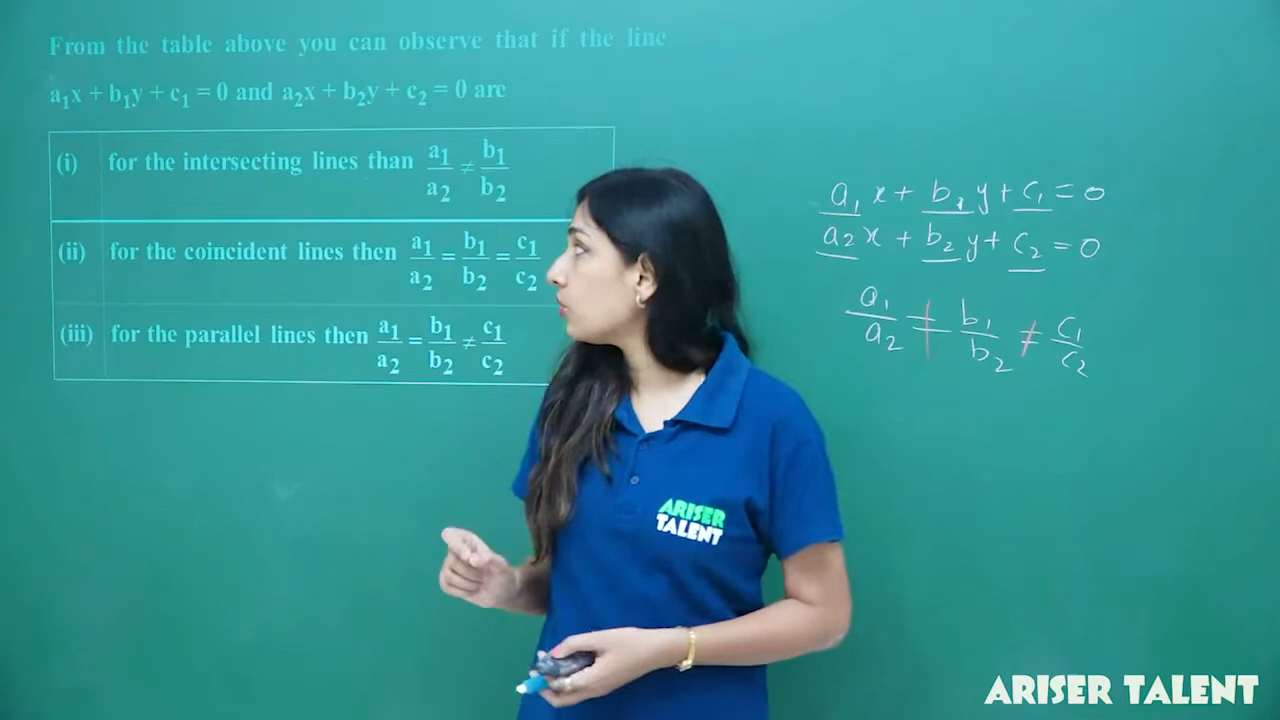 From the table above you can observe that if the line
a₁x + b₁y + c₁ = 0 and a₂x + b₂y + c₂ = 0 are
(i) for the intersecting lines than a₁/a₂ ≠ b₁/b₂
(ii) for the coincident lines then a₁/a₂ = b₁/b₂ = c₁/c₂
(iii) for the parallel lines then a₁/a₂ = b₁/b₂ ≠ c₁/c₂
a₁x + b₁y + c₁ = 0
a₂x + b₂y + c₂ = 0
a₁/a₂ ≠ b₁/b₂ ≠ c₁/c₂
ARISER
TALENT
ARISER TALENT